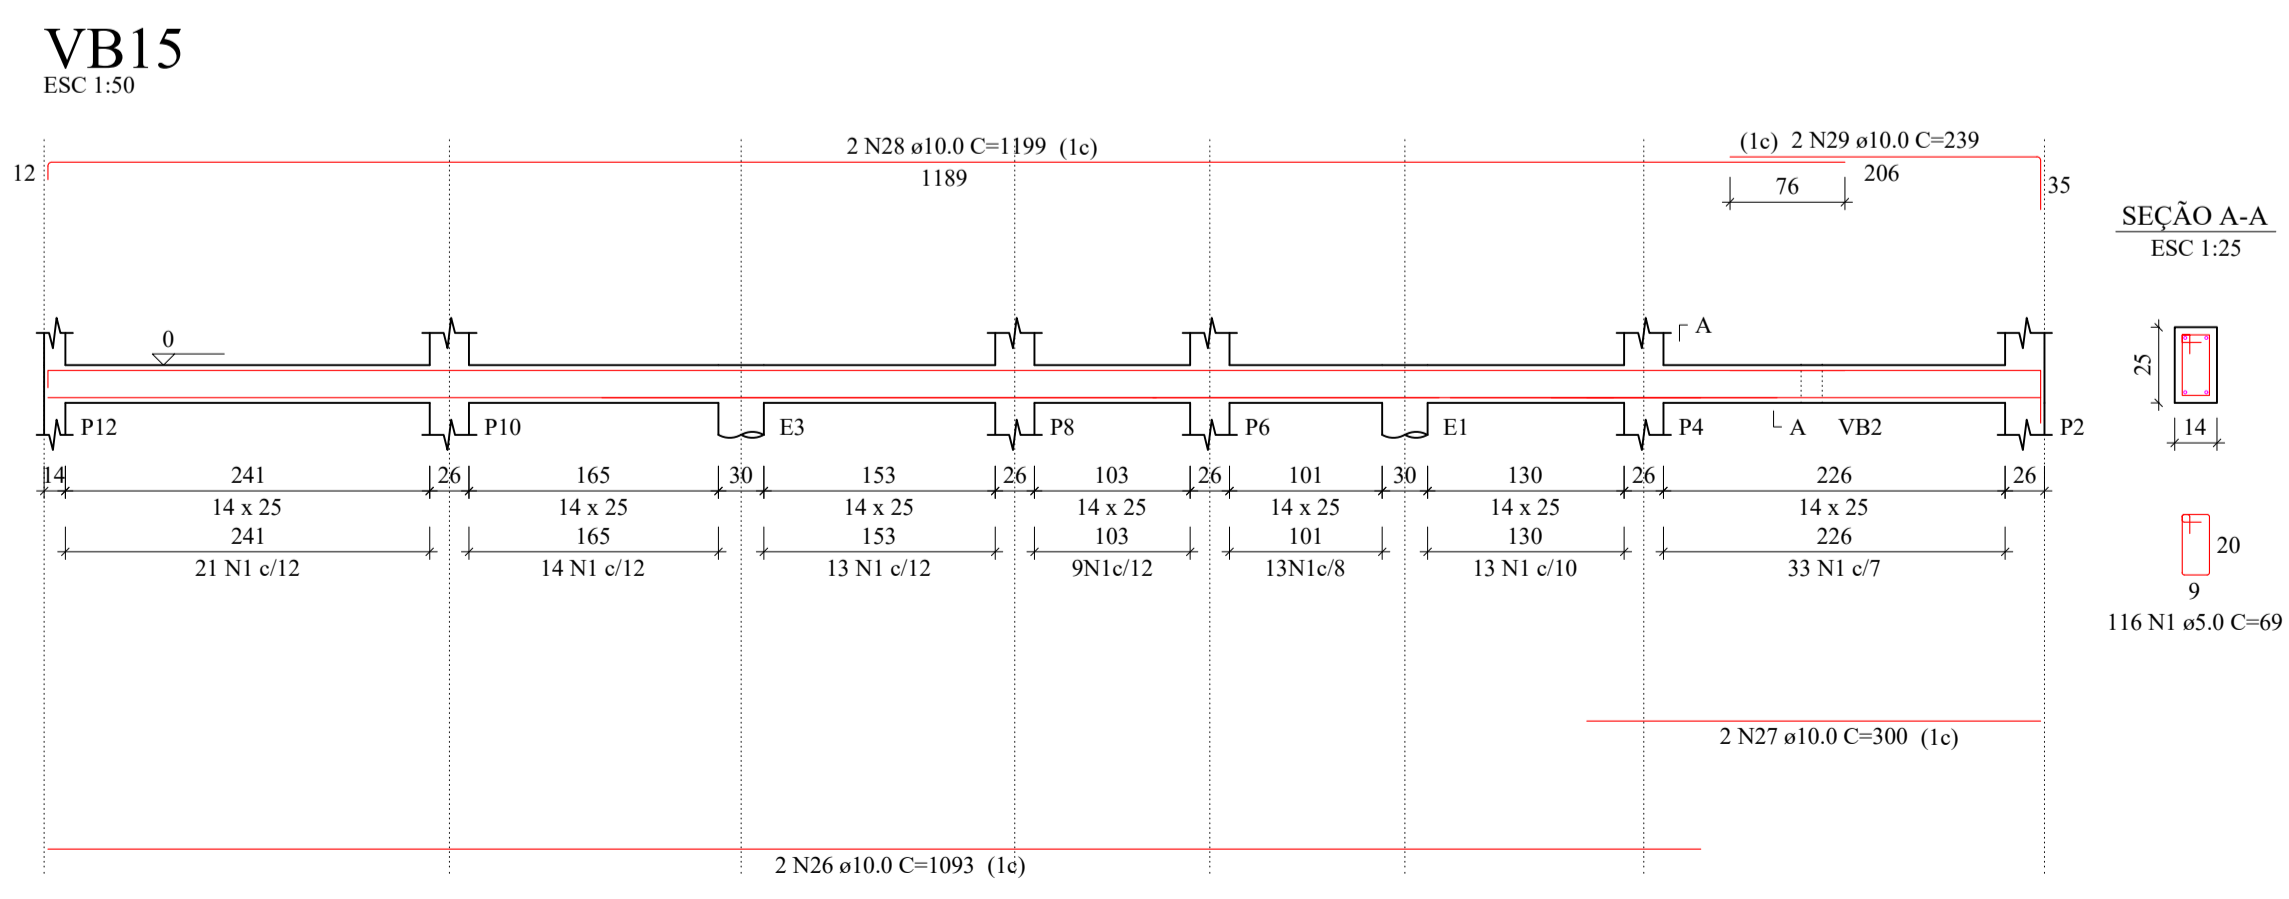 VB15
ESC 1:50
2 N28 ø10.0 C=1199 (1c)
(1c) 2 N29 ø10.0 C=239
12
1189
206
76
35
SEÇÃO A-A
ESC 1:25
0
A
25
14
P12
P10
E3
P8
P6
E1
P4
A
VB2
P2
14 241 26 165 30 153 26 103 26 101 30 130 26 226 26
14 x 25 14 x 25 14 x 25 14 x 25 14 x 25 14 x 25 14 x 25
241 165 153 103 101 130 226
21 N1 c/12 14 N1 c/12 13 N1 c/12 9N1c/12 13N1c/8 13 N1 c/10 33 N1 c/7
20
9
116 N1 ø5.0 C=69
2 N27 ø10.0 C=300 (1c)
2 N26 ø10.0 C=1093 (1c)